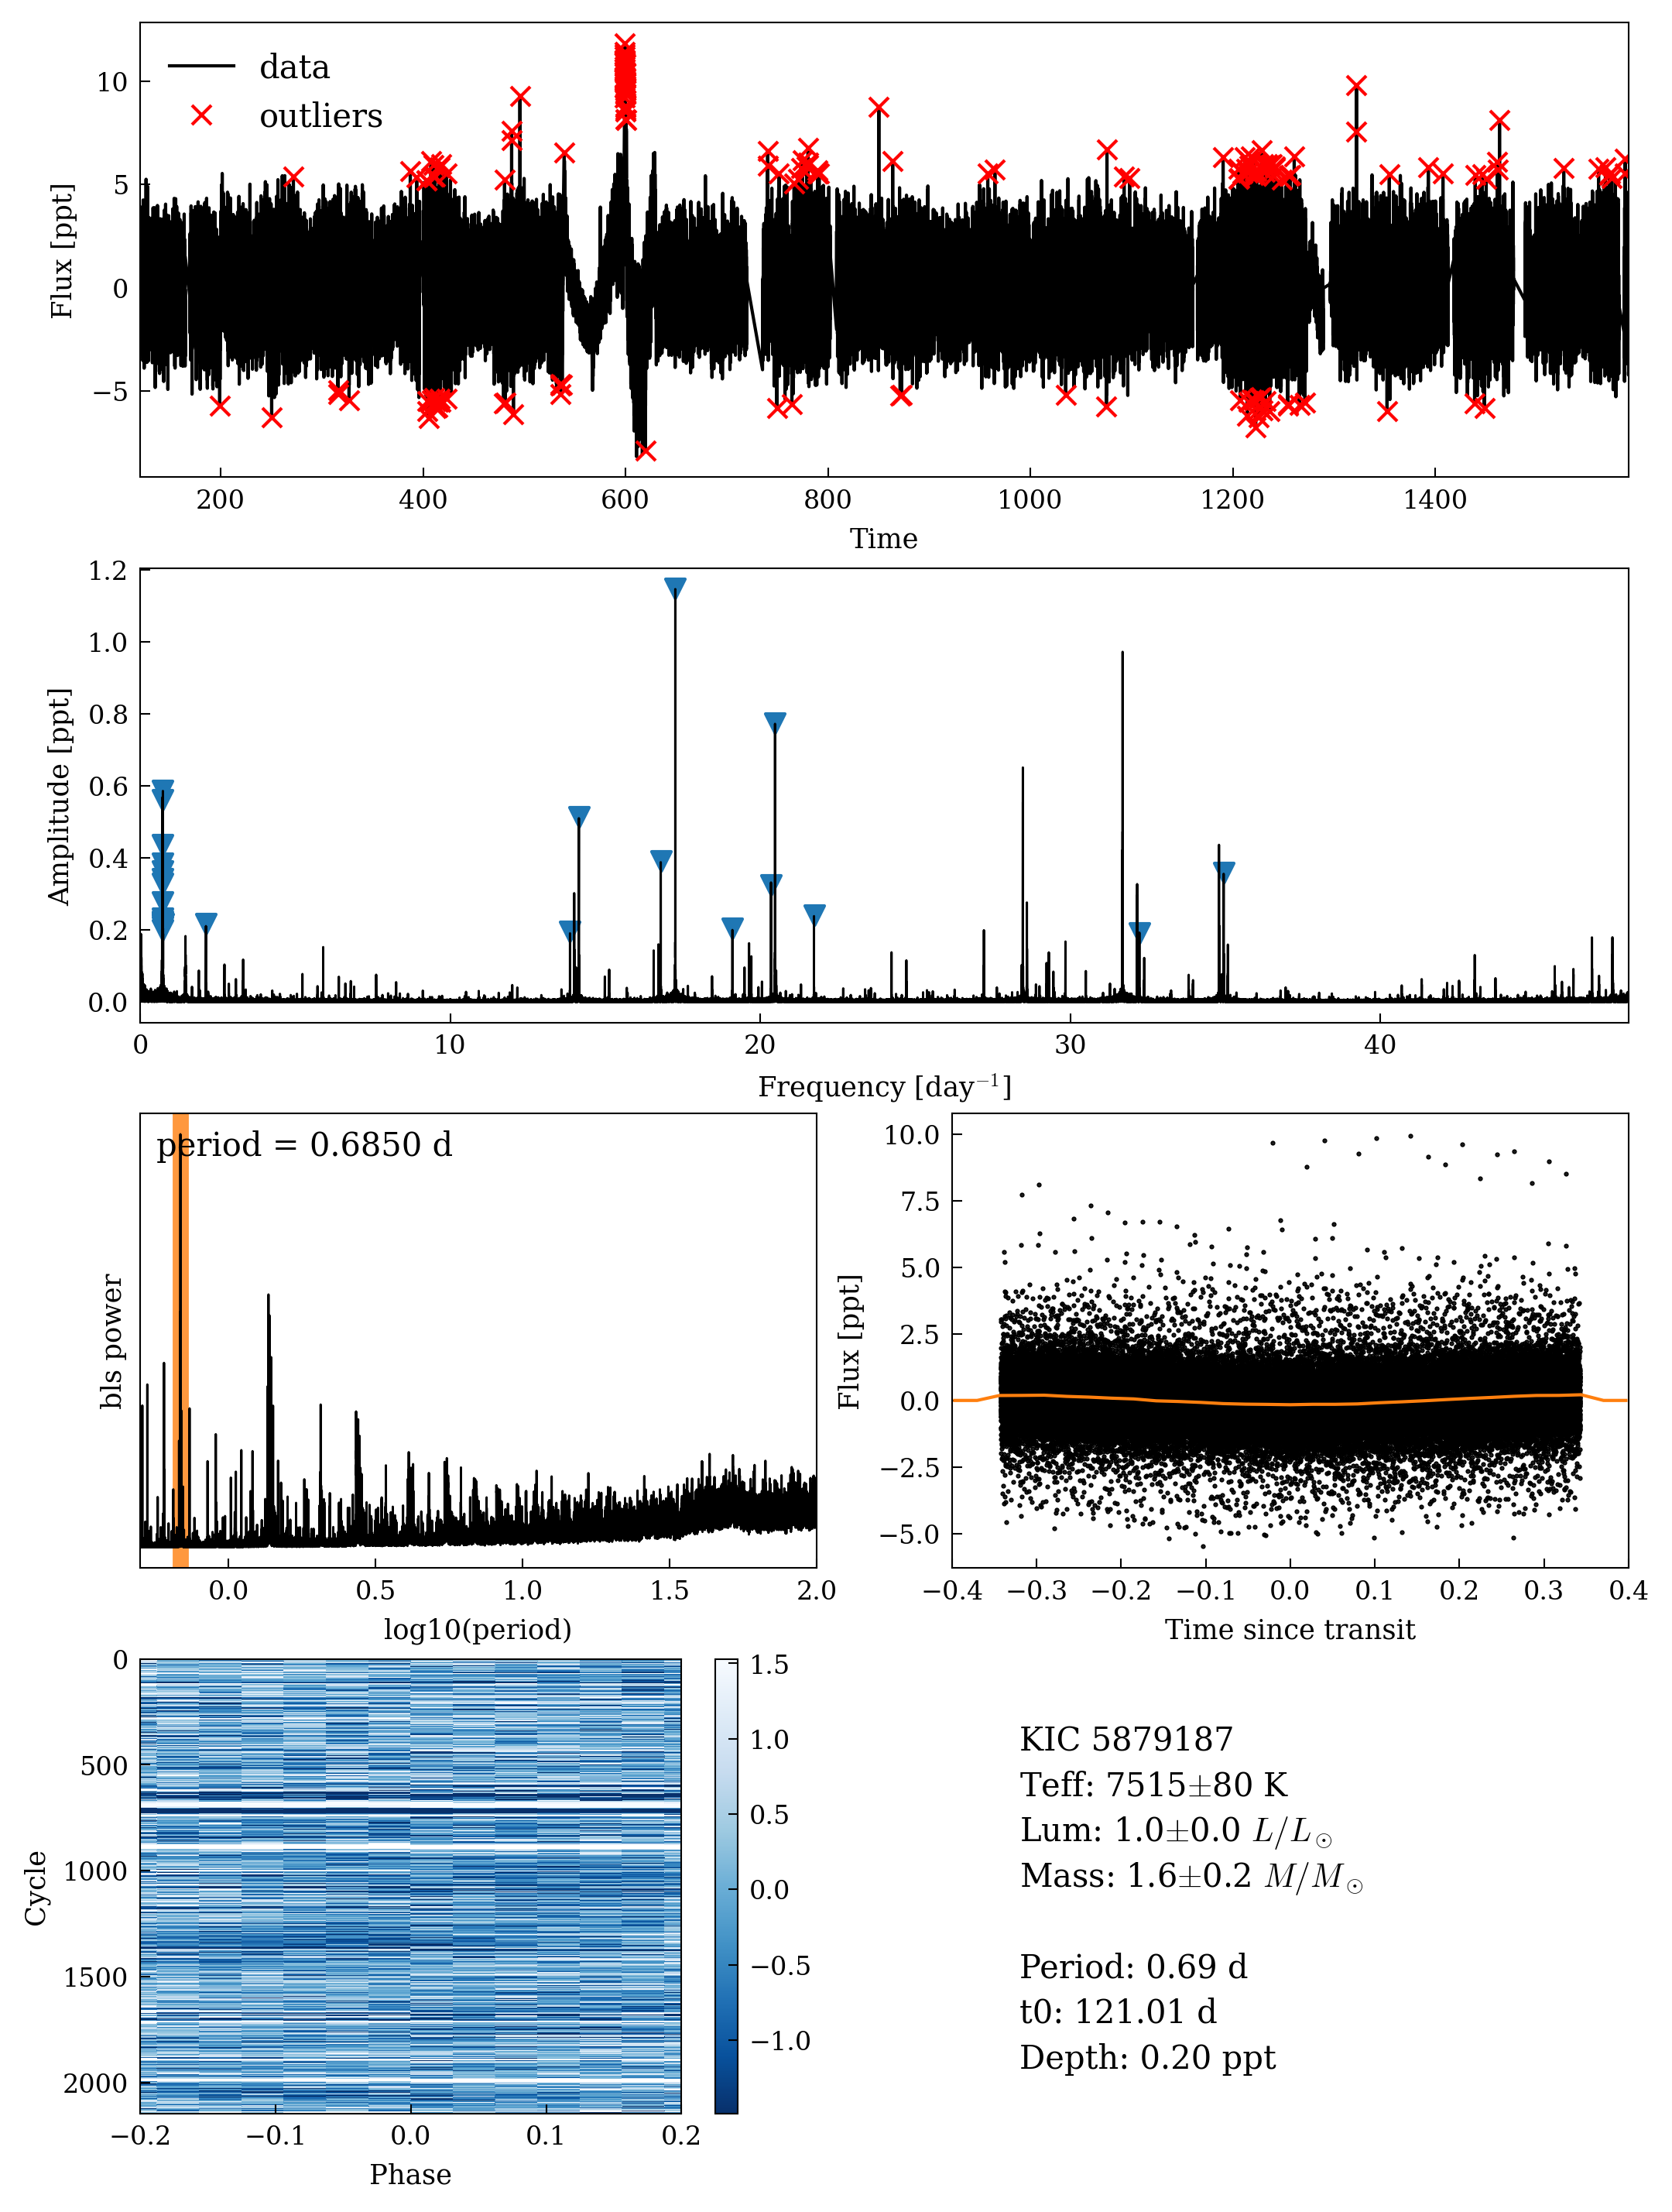 data
outliers
10
5
0
−5
Flux [ppt]
200 400 600 800 1000 1200 1400
Time
1.2
1.0
0.8
0.6
0.4
0.2
0.0
Amplitude [ppt]
0 10 20 30 40
Frequency [day⁻¹]
period = 0.6850 d
bls power
0.0 0.5 1.0 1.5 2.0
log10(period)
10.0
7.5
5.0
2.5
0.0
−2.5
−5.0
Flux [ppt]
−0.4 −0.3 −0.2 −0.1 0.0 0.1 0.2 0.3 0.4
Time since transit
0
500
1000
1500
2000
Cycle
−0.2 −0.1 0.0 0.1 0.2
Phase
1.5
1.0
0.5
0.0
−0.5
−1.0
KIC 5879187
Teff: 7515±80 K
Lum: 1.0±0.0 L/L⊙
Mass: 1.6±0.2 M/M⊙
Period: 0.69 d
t0: 121.01 d
Depth: 0.20 ppt